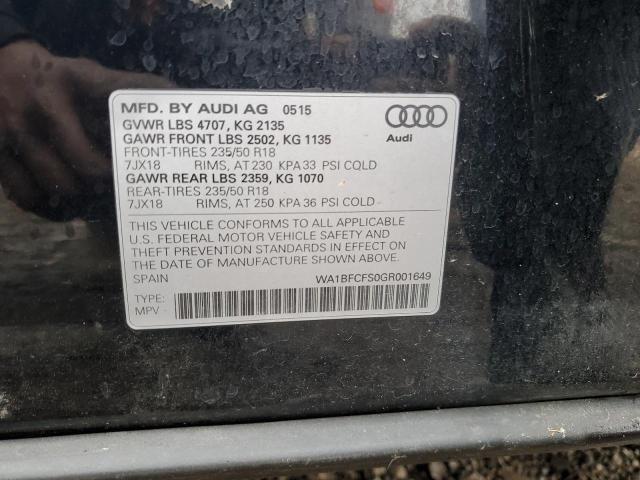 MFD. BY AUDI AG 0515
GVWR LBS 4707, KG 2135
GAWR FRONT LBS 2502, KG 1135
FRONT-TIRES 235/50 R18
7JX18 RIMS, AT 230 KPA 33 PSI COLD
GAWR REAR LBS 2359, KG 1070
REAR-TIRES 235/50 R18
7JX18 RIMS, AT 250 KPA 36 PSI COLD
Audi
THIS VEHICLE CONFORMS TO ALL APPLICABLE
U.S. FEDERAL MOTOR VEHICLE SAFETY AND
THEFT PREVENTION STANDARDS IN EFFECT ON
THE DATE OF MANUFACTURE SHOWN ABOVE.
SPAIN WA1BFCFS0GR001649
TYPE:
MPV